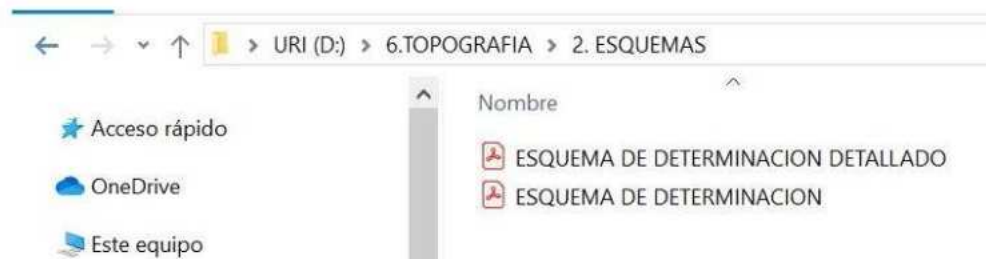 URI (D:) > 6.TOPOGRAFIA > 2. ESQUEMAS
Nombre
Acceso rápido
ESQUEMA DE DETERMINACION DETALLADO
OneDrive
ESQUEMA DE DETERMINACION
Este equipo